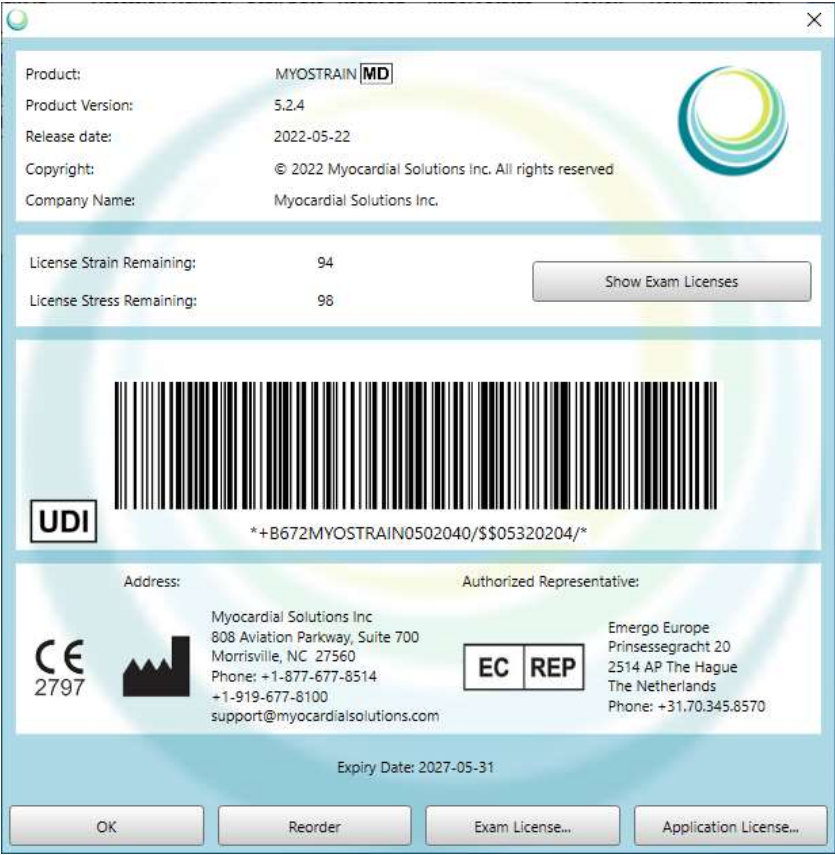 Product: MYOSTRAIN MD
Product Version: 5.2.4
Release date: 2022-05-22
Copyright: © 2022 Myocardial Solutions Inc. All rights reserved
Company Name: Myocardial Solutions Inc.
License Strain Remaining: 94
License Stress Remaining: 98
Show Exam Licenses
UDI
*+B672MYOSTRAIN0502040/$$05320204/*
Address:
CE
2797
Myocardial Solutions Inc
808 Aviation Parkway, Suite 700
Morrisville, NC 27560
Phone: +1-877-677-8514
+1-919-677-8100
support@myocardialsolutions.com
Authorized Representative:
EC REP
Emergo Europe
Prinsessegracht 20
2514 AP The Hague
The Netherlands
Phone: +31.70.345.8570
Expiry Date: 2027-05-31
OK
Reorder
Exam License...
Application License...